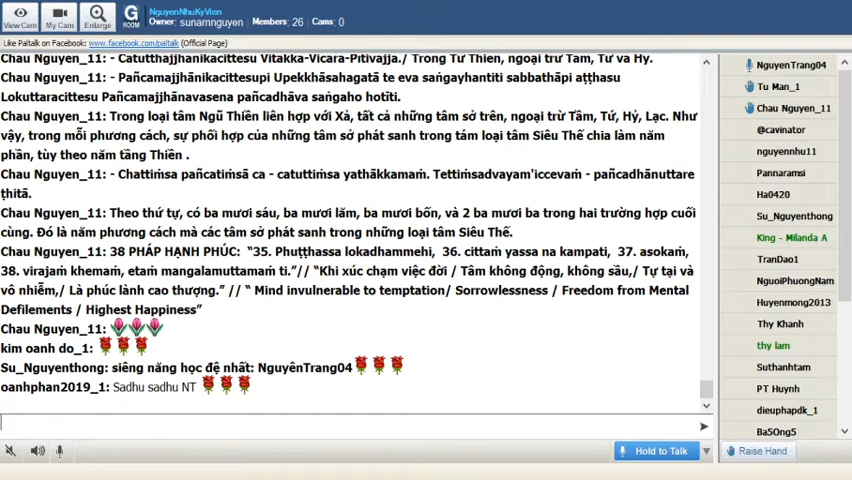 NguyenNhuKyVien
Owner: sunamnguyen Members: 26 Cams: 0
View Cam My Cam Enlarge G ROOM
Like Paltalk on Facebook: www.facebook.com/paltalk (Official Page)
Chau Nguyen_11: - Catutthajjhānikacittesu Vitakka-Vicara-Pītivajja./ Trong Tứ Thiền, ngoại trừ Tầm, Tứ và Hỷ.
Chau Nguyen_11: - Pañcamajjhānikacittesupi Upekkhāsahagatā te eva saṅgayhantīti sabbathāpi aṭṭhasu
Lokuttaracittesu Pañcamajjhānavasena pañcadhāva saṅgaho hotīti.
Chau Nguyen_11: Trong loại tâm Ngũ Thiền liên hợp với Xả, tất cả những tâm sở trên, ngoại trừ Tầm, Tứ, Hỷ, Lạc. Như
vậy, trong mỗi phương cách, sự phối hợp của những tâm sở phát sanh trong tám loại tâm Siêu Thế chia làm năm
phần, tùy theo năm tầng Thiền .
Chau Nguyen_11: - Chattiṁsa pañcatiṁsā ca - catuttiṁsa yathākkamaṁ. Tettiṁsadvayam'iccevaṁ - pañcadhānuttare
ṭhitā.
Chau Nguyen_11: Theo thứ tự, có ba mươi sáu, ba mươi lăm, ba mươi bốn, và 2 ba mươi ba trong hai trường hợp cuối
cùng. Đó là năm phương cách mà các tâm sở phát sanh trong những loại tâm Siêu Thế.
Chau Nguyen_11: 38 PHÁP HẠNH PHÚC: “35. Phuṭṭhassa lokadhammehi, 36. cittaṁ yassa na kampati, 37. asokaṁ,
38. virajaṁ khemaṁ, etaṁ mangalamuttamaṁ ti.”// “Khi xúc chạm việc đời / Tâm không động, không sầu,/ Tự tại và
vô nhiễm,/ Là phúc lành cao thượng.” // “ Mind invulnerable to temptation/ Sorrowlessness / Freedom from Mental
Defilements / Highest Happiness”
Chau Nguyen_11:
kim oanh do_1:
Su_Nguyenthong: siêng năng học đệ nhất: NguyênTrang04
oanhphan2019_1: Sadhu sadhu NT
Hold to Talk
Raise Hand
NguyenTrang04
Tu Man_1
Chau Nguyen_11
@cavinator
nguyennhu11
Pannaramsi
Ha0420
Su_Nguyenthong
King - Milanda A
TranDao1
NguoiPhuongNam
Huyenmong2013
Thy Khanh
thy lam
Suthanhtam
PT Huynh
dieuphapdk_1
Ba5Ong5